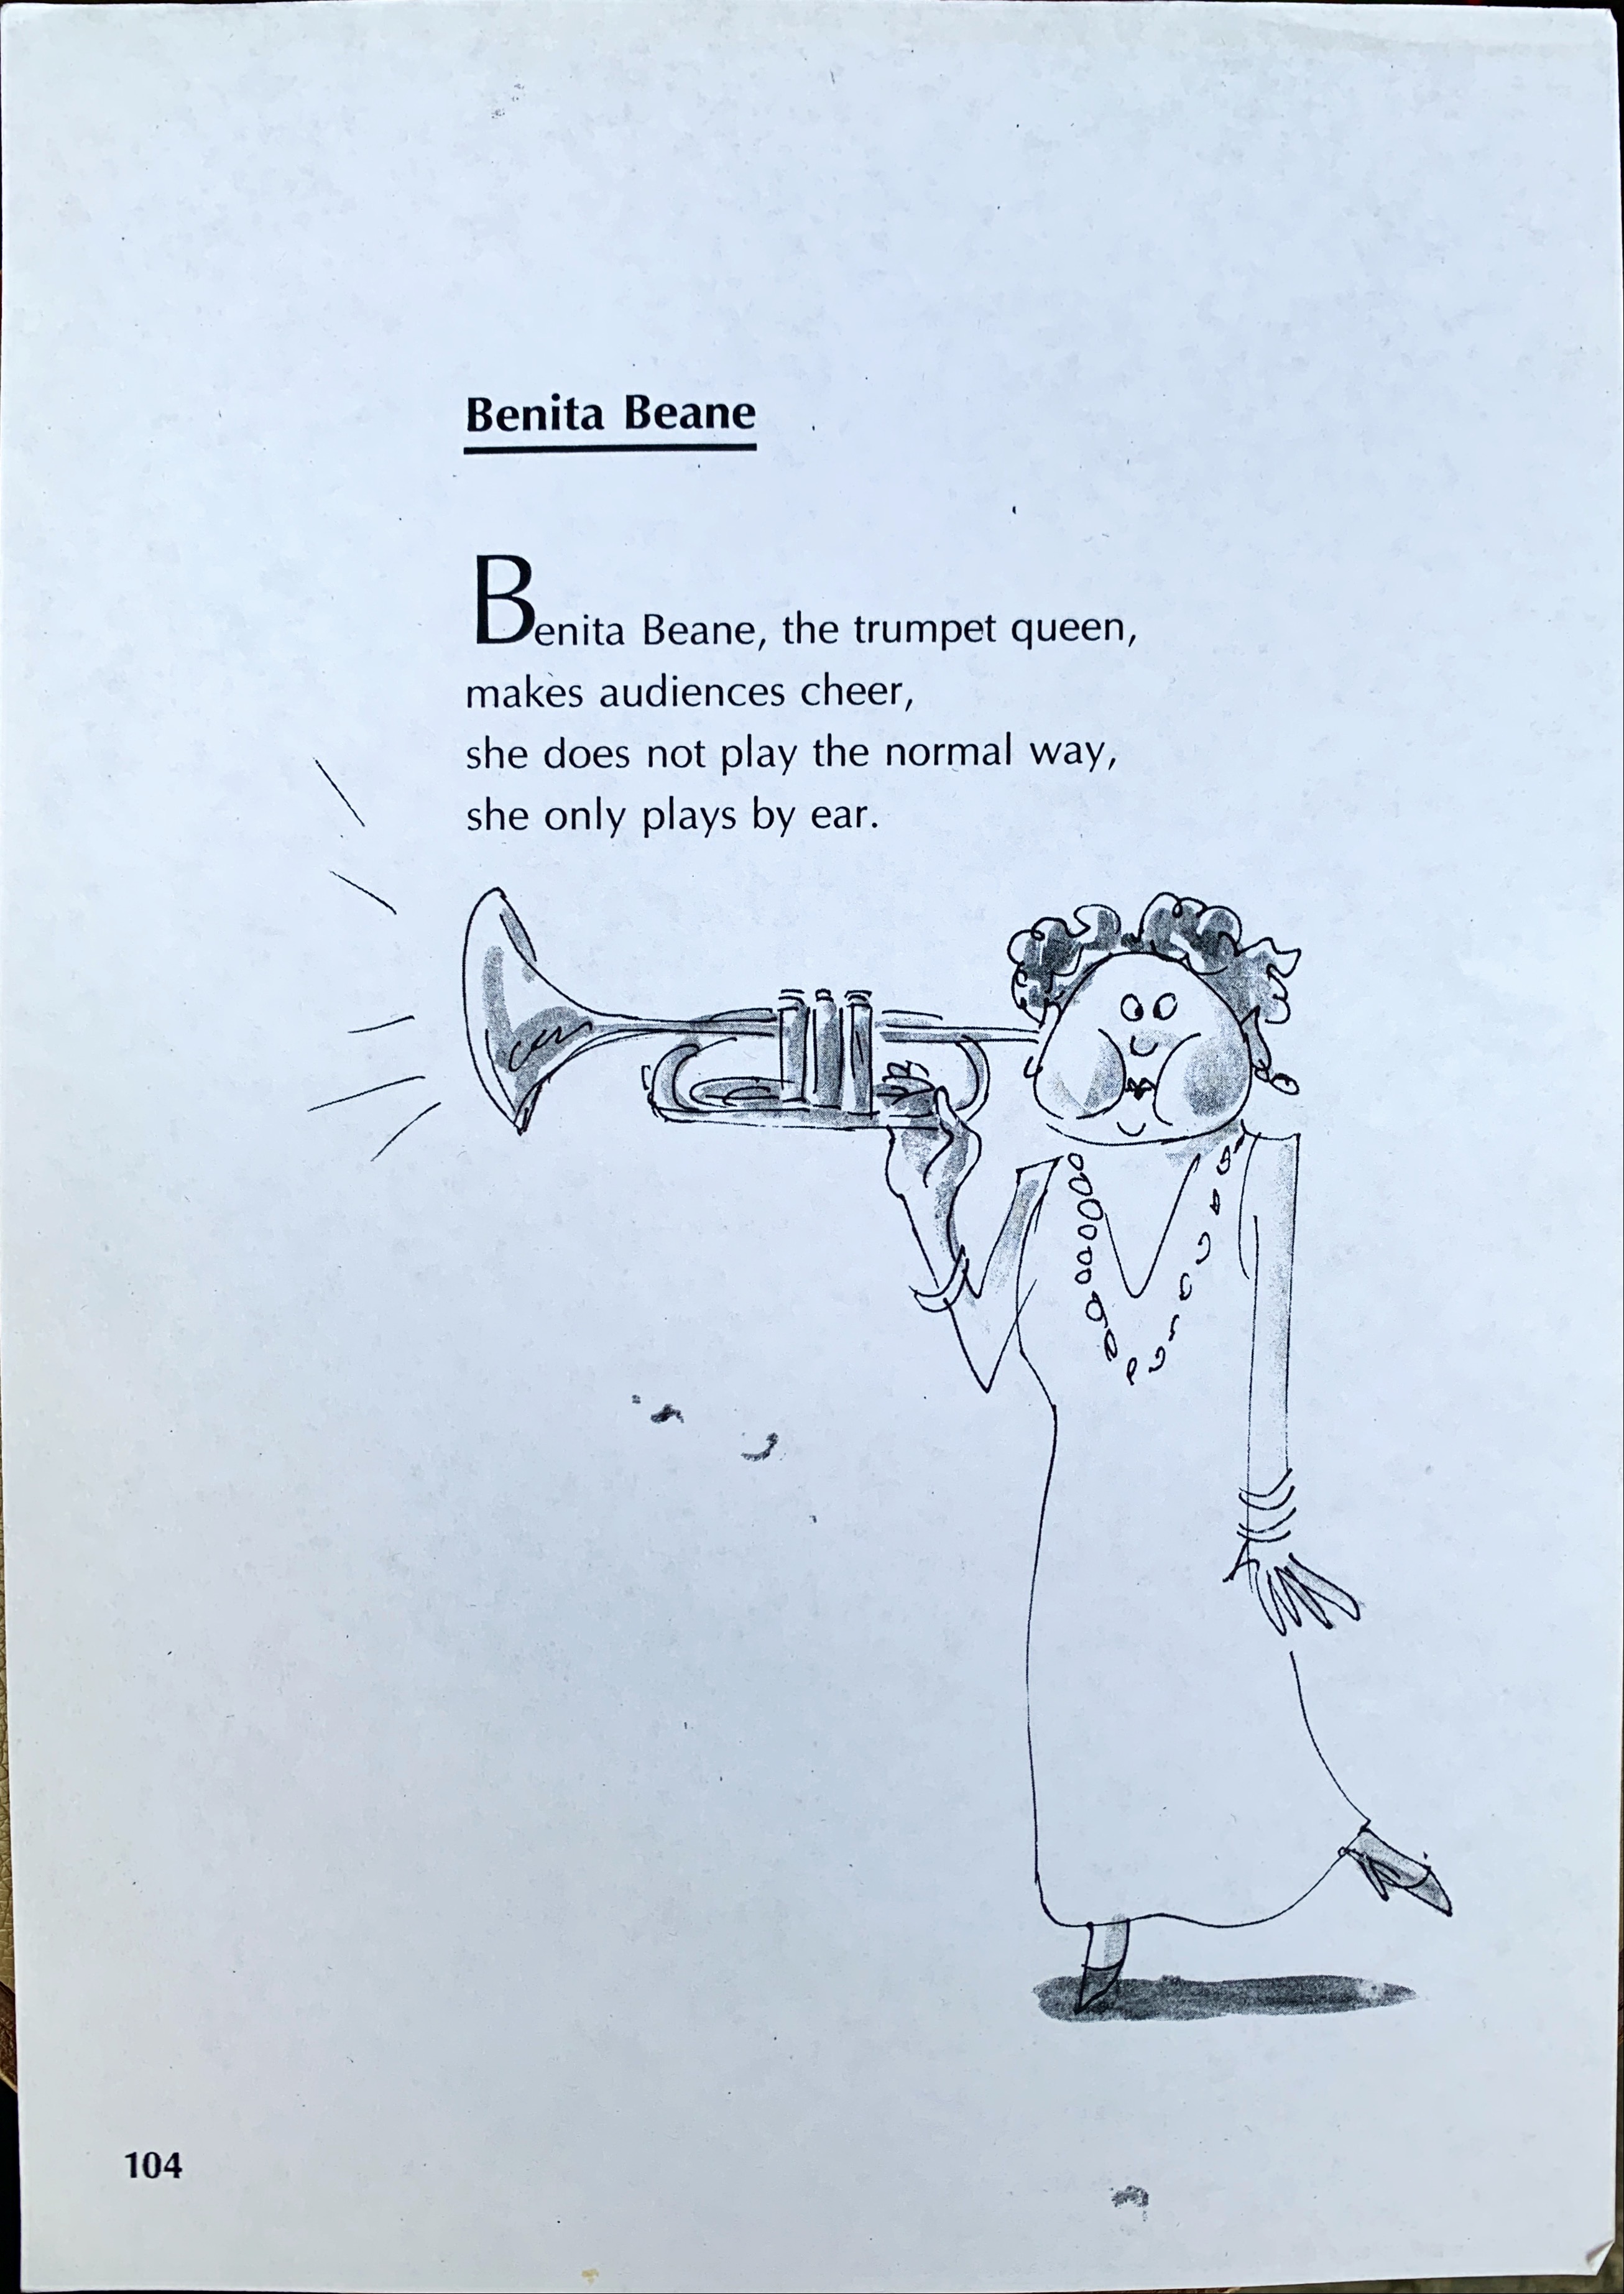 Benita Beane
Benita Beane, the trumpet queen,
makes audiences cheer,
she does not play the normal way,
she only plays by ear.
104